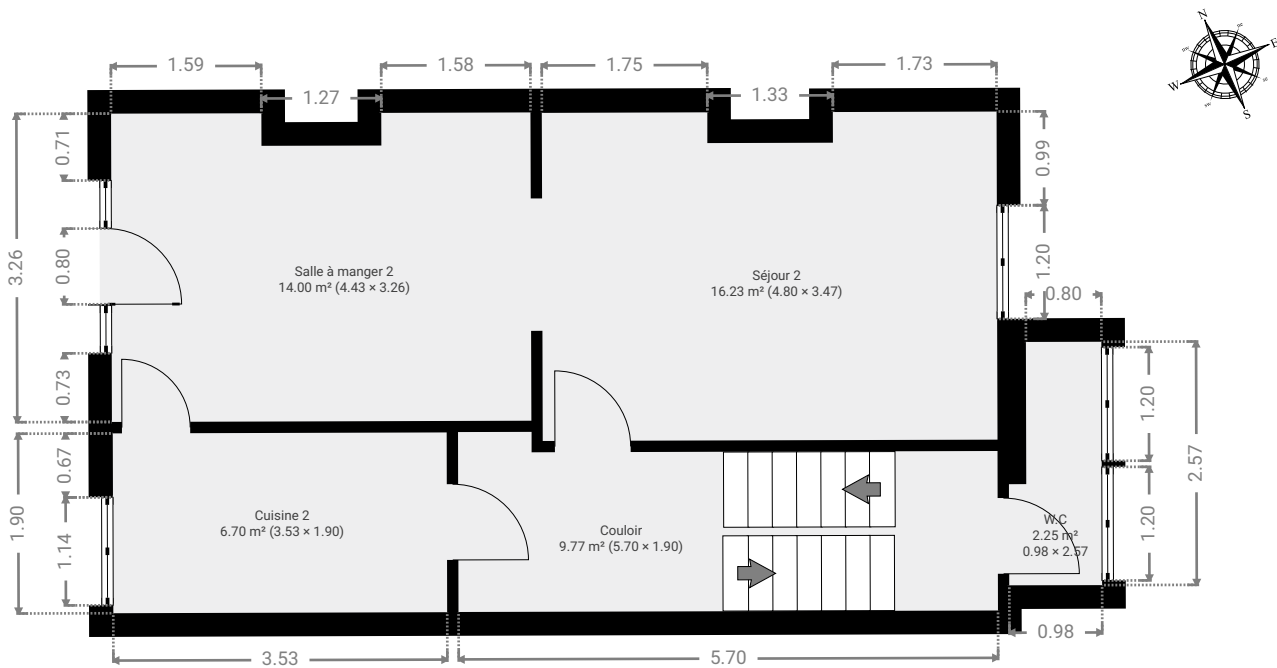 N
E
W
S
1.59
1.58
1.75
1.73
1.27
1.33
0.71
0.99
3.26
0.80
1.20
Salle à manger 2
14.00 m² (4.43 × 3.26)
Séjour 2
16.23 m² (4.80 × 3.47)
0.80
0.73
1.20
0.67
2.57
1.90
1.14
Cuisine 2
6.70 m² (3.53 × 1.90)
Couloir
9.77 m² (5.70 × 1.90)
W.C
2.25 m²
0.98 × 2.57
1.20
0.98
3.53
5.70